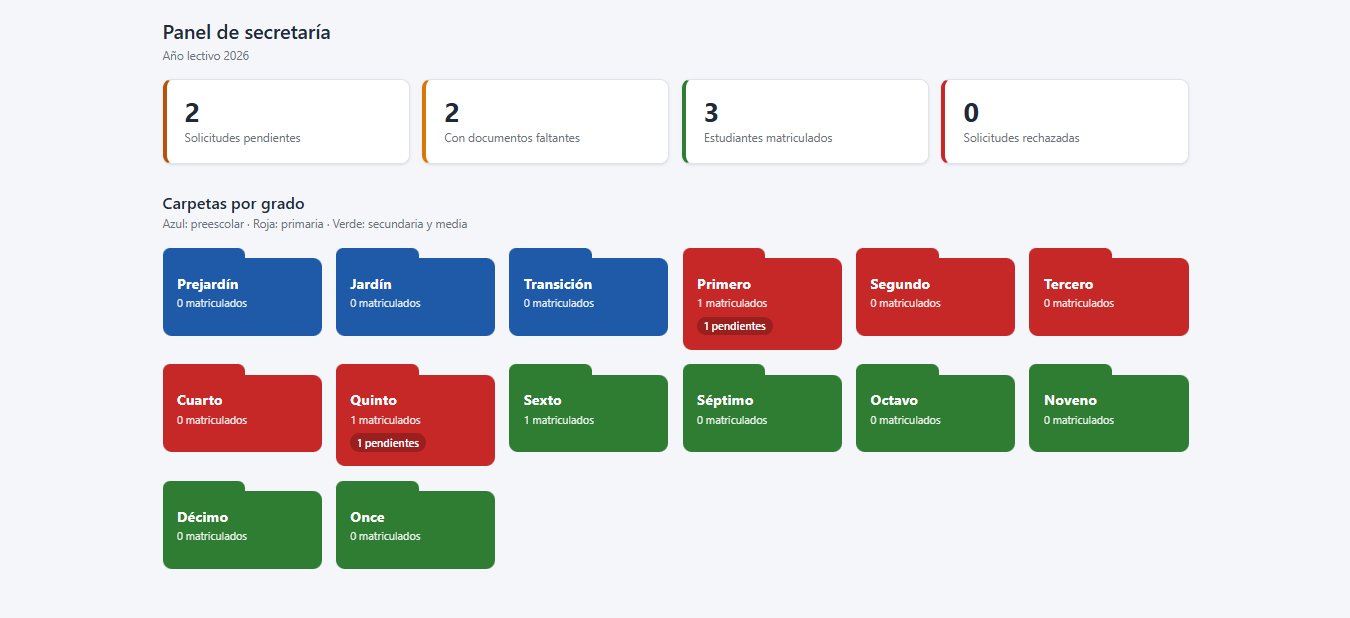 Panel de secretaría
Año lectivo 2026
2
Solicitudes pendientes
2
Con documentos faltantes
3
Estudiantes matriculados
0
Solicitudes rechazadas
Carpetas por grado
Azul: preescolar · Roja: primaria · Verde: secundaria y media
Prejardín
0 matriculados
Jardín
0 matriculados
Transición
0 matriculados
Primero
1 matriculados
1 pendientes
Segundo
0 matriculados
Tercero
0 matriculados
Cuarto
0 matriculados
Quinto
1 matriculados
1 pendientes
Sexto
1 matriculados
Séptimo
0 matriculados
Octavo
0 matriculados
Noveno
0 matriculados
Décimo
0 matriculados
Once
0 matriculados